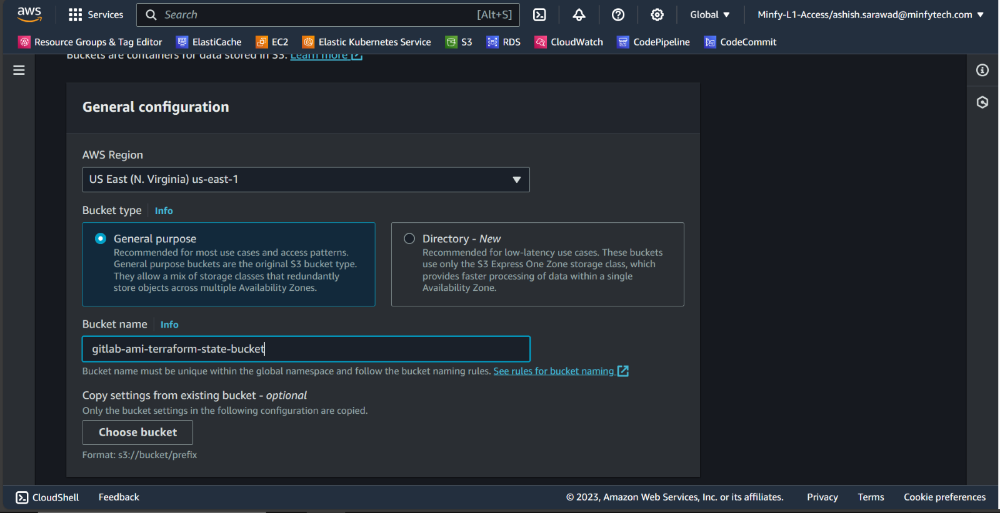 aws
Services
Search
[Alt+S]
Global
Minfy-L1-Access/ashish.sarawad@minfytech.com
Resource Groups & Tag Editor
ElastiCache
EC2
Elastic Kubernetes Service
S3
RDS
CloudWatch
CodePipeline
CodeCommit
Buckets are containers for data stored in S3. Learn more
General configuration
AWS Region
US East (N. Virginia) us-east-1
Bucket type
Info
General purpose
Recommended for most use cases and access patterns.
General purpose buckets are the original S3 bucket type.
They allow a mix of storage classes that redundantly
store objects across multiple Availability Zones.
Directory - New
Recommended for low-latency use cases. These buckets
use only the S3 Express One Zone storage class, which
provides faster processing of data within a single
Availability Zone.
Bucket name
Info
gitlab-ami-terraform-state-bucket
Bucket name must be unique within the global namespace and follow the bucket naming rules. See rules for bucket naming
Copy settings from existing bucket - optional
Only the bucket settings in the following configuration are copied.
Choose bucket
Format: s3://bucket/prefix
CloudShell
Feedback
© 2023, Amazon Web Services, Inc. or its affiliates.
Privacy
Terms
Cookie preferences